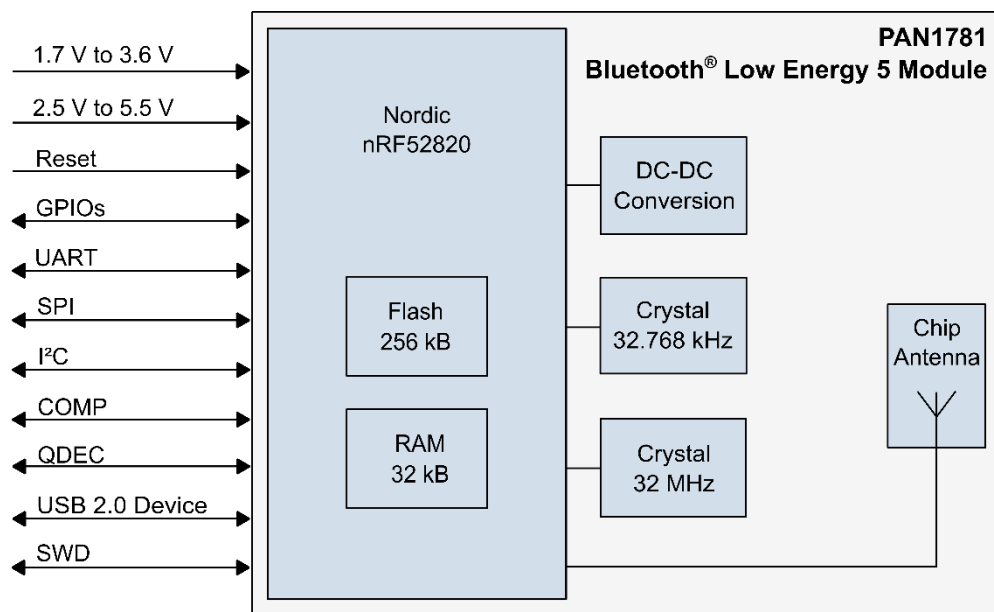 PAN1781
Bluetooth® Low Energy 5 Module
1.7 V to 3.6 V
2.5 V to 5.5 V
Reset
GPIOs
UART
SPI
I²C
COMP
QDEC
USB 2.0 Device
SWD
Nordic
nRF52820
Flash
256 kB
RAM
32 kB
DC-DC
Conversion
Crystal
32.768 kHz
Crystal
32 MHz
Chip
Antenna